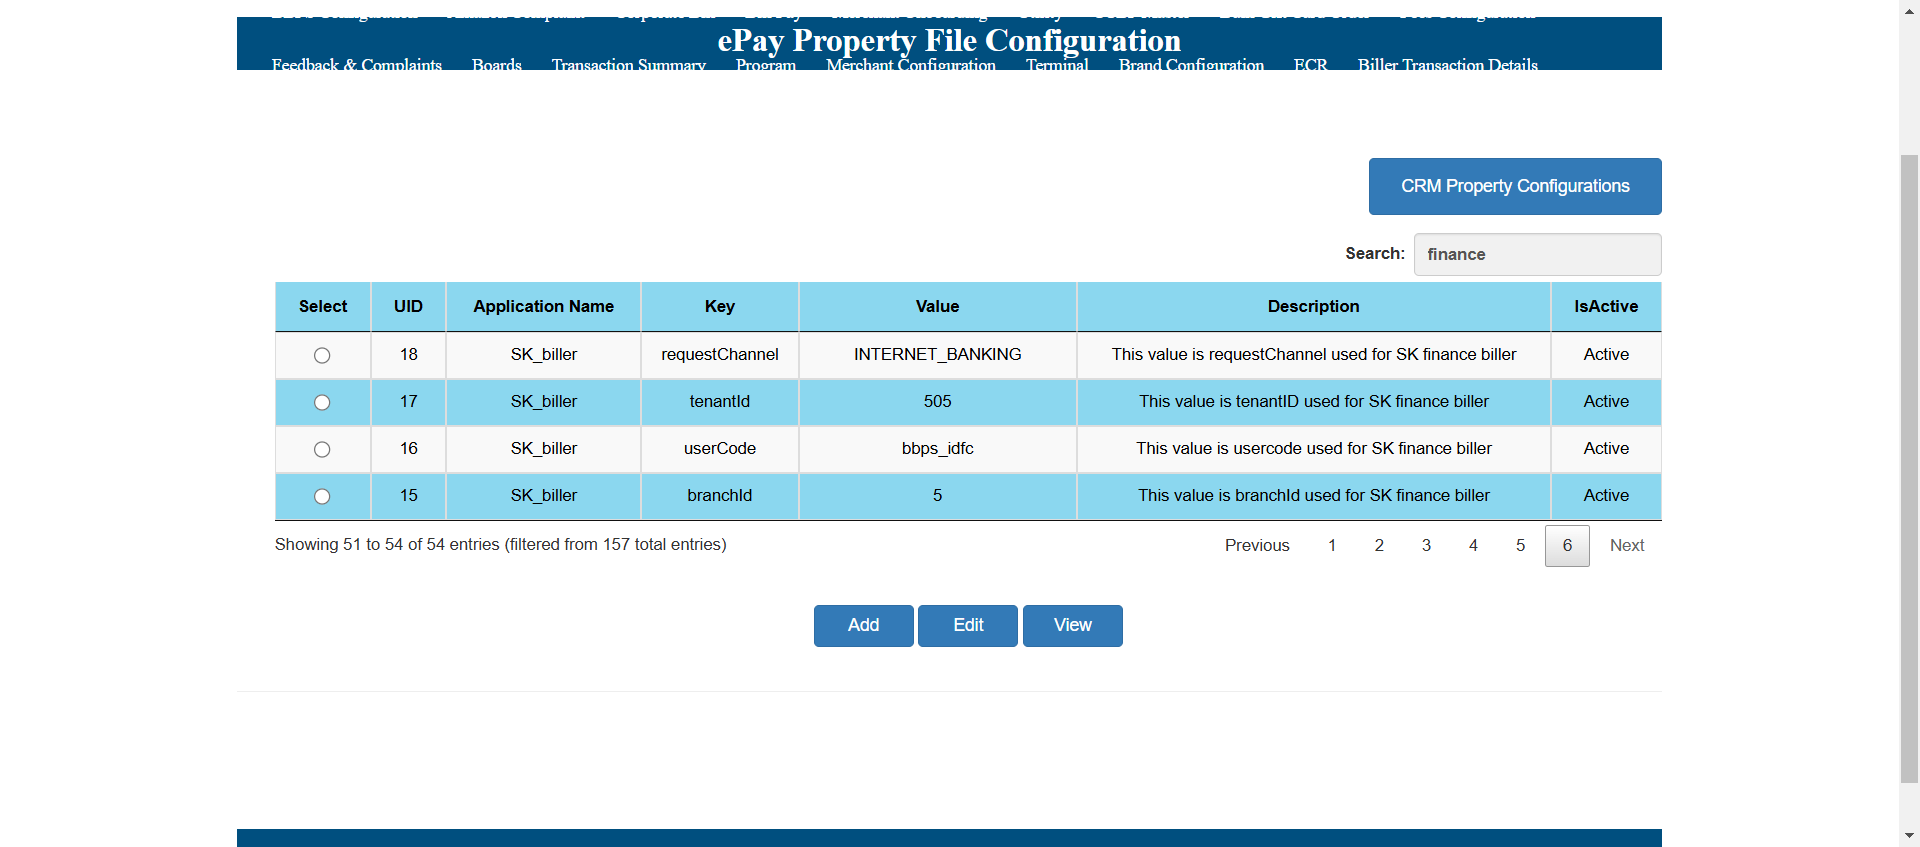 ePay Property File Configuration
Feedback & Complaints Boards Transaction Summary Program Merchant Configuration Terminal Brand Configuration ECR Biller Transaction Details
CRM Property Configurations
Search: finance
Select UID Application Name Key Value Description IsActive
18 SK_biller requestChannel INTERNET_BANKING This value is requestChannel used for SK finance biller Active
17 SK_biller tenantId 505 This value is tenantID used for SK finance biller Active
16 SK_biller userCode bbps_idfc This value is usercode used for SK finance biller Active
15 SK_biller branchId 5 This value is branchId used for SK finance biller Active
Showing 51 to 54 of 54 entries (filtered from 157 total entries)
Previous 1 2 3 4 5 6 Next
Add Edit View